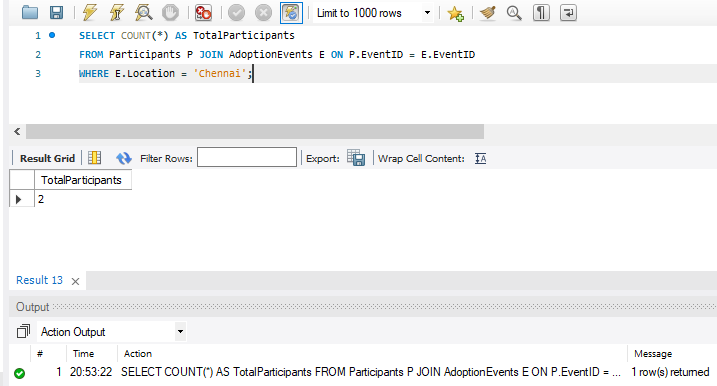 Limit to 1000 rows
1 SELECT COUNT(*) AS TotalParticipants
2 FROM Participants P JOIN AdoptionEvents E ON P.EventID = E.EventID
3 WHERE E.Location = 'Chennai';
Result Grid Filter Rows: Export: Wrap Cell Content: IA
TotalParticipants
2
Result 13 x
Output
Action Output
# Time Action Message
1 20:53:22 SELECT COUNT(*) AS TotalParticipants FROM Participants P JOIN AdoptionEvents E ON P.EventID = ... 1 row(s) returned